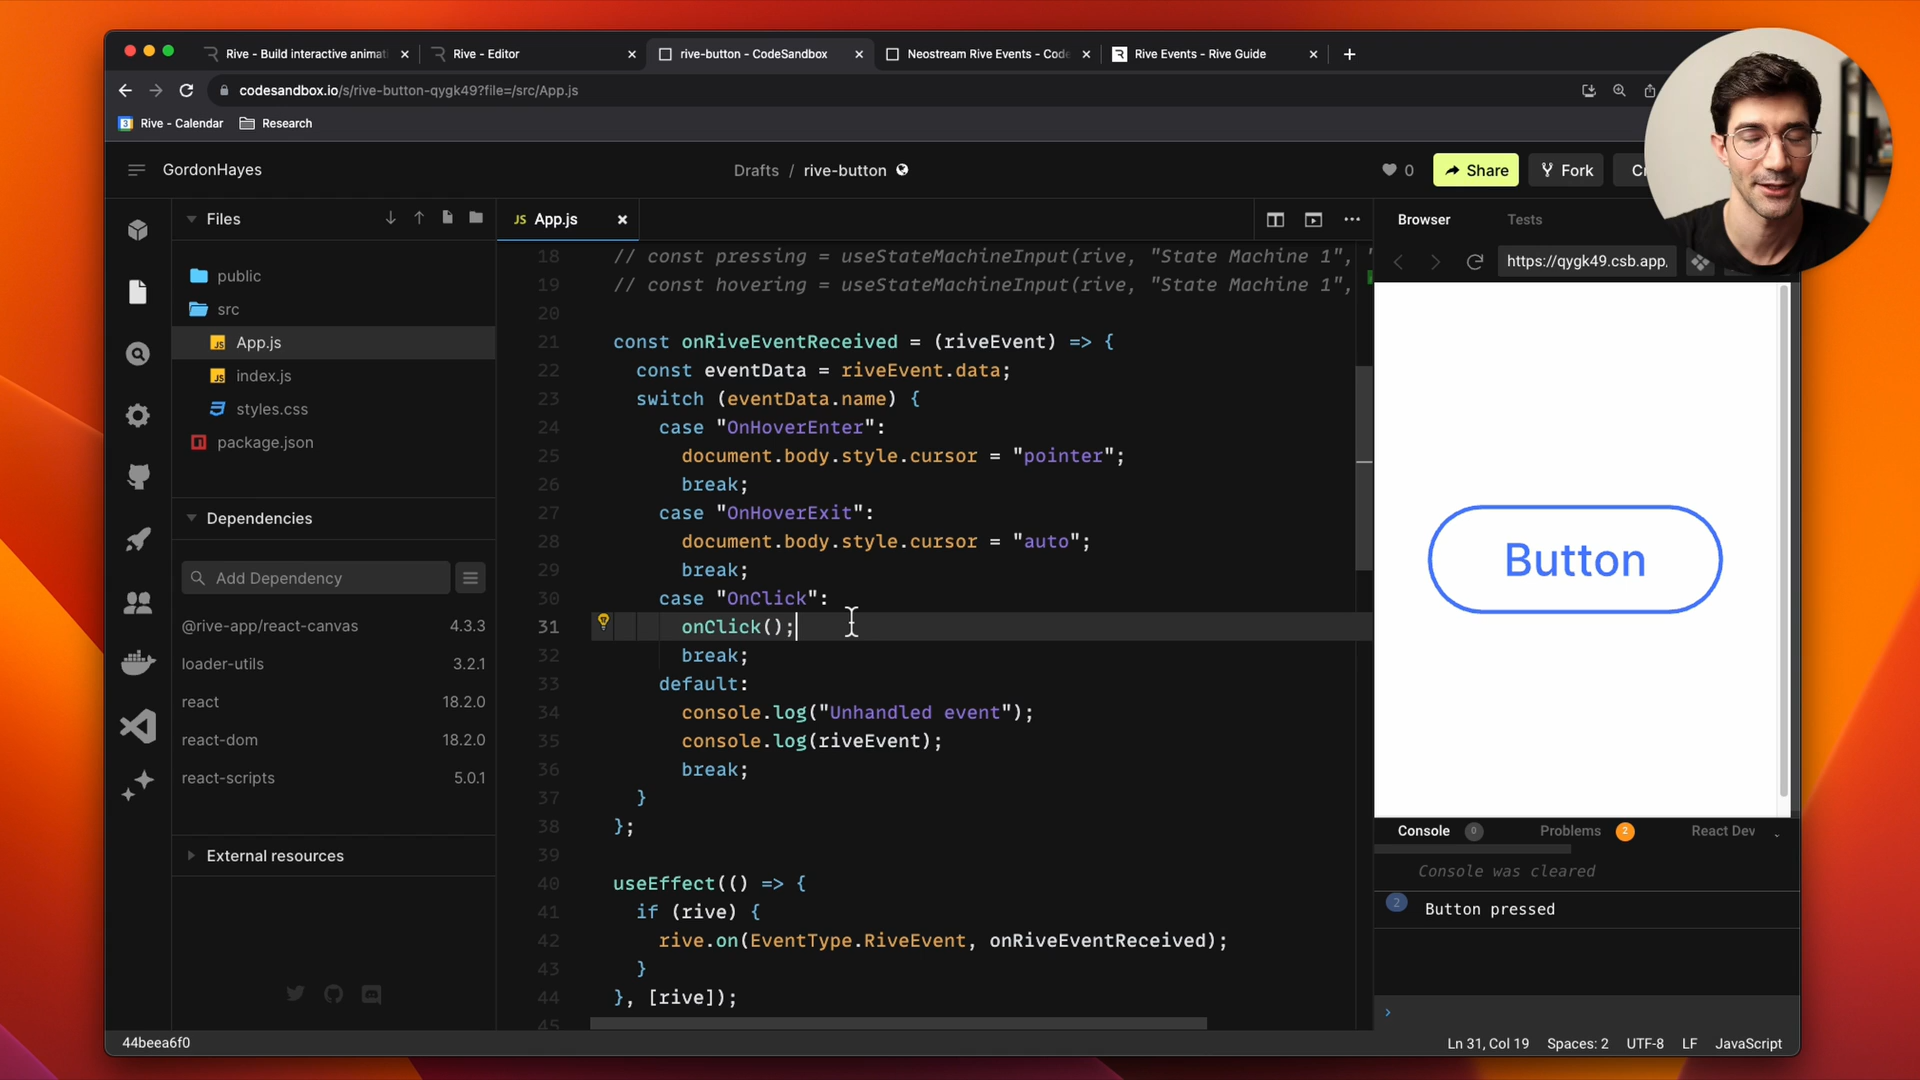 Rive - Build interactive animat
Rive - Editor
rive-button - CodeSandbox
Neostream Rive Events - Code
Rive Events - Rive Guide
codesandbox.io/s/rive-button-qygk49?file=/src/App.js
Rive - Calendar
Research
GordonHayes
Drafts / rive-button
0
Share
Fork
Cr
Files
App.js
Browser
Tests
https://qygk49.csb.app.
public
src
App.js
index.js
styles.css
package.json
Dependencies
Add Dependency
@rive-app/react-canvas 4.3.3
loader-utils 3.2.1
react 18.2.0
react-dom 18.2.0
react-scripts 5.0.1
External resources
18 // const pressing = useStateMachineInput(rive, "State Machine 1", "
19 // const hovering = useStateMachineInput(rive, "State Machine 1",
20
21 const onRiveEventReceived = (riveEvent) => {
22 const eventData = riveEvent.data;
23 switch (eventData.name) {
24 case "OnHoverEnter":
25 document.body.style.cursor = "pointer";
26 break;
27 case "OnHoverExit":
28 document.body.style.cursor = "auto";
29 break;
30 case "OnClick":
31 onClick();
32 break;
33 default:
34 console.log("Unhandled event");
35 console.log(riveEvent);
36 break;
37 }
38 };
39
40 useEffect(() => {
41 if (rive) {
42 rive.on(EventType.RiveEvent, onRiveEventReceived);
43 }
44 }, [rive]);
45
Button
Console 0
Problems 2
React Dev
Console was cleared
2 Button pressed
44beea6f0
Ln 31, Col 19
Spaces: 2
UTF-8
LF
JavaScript